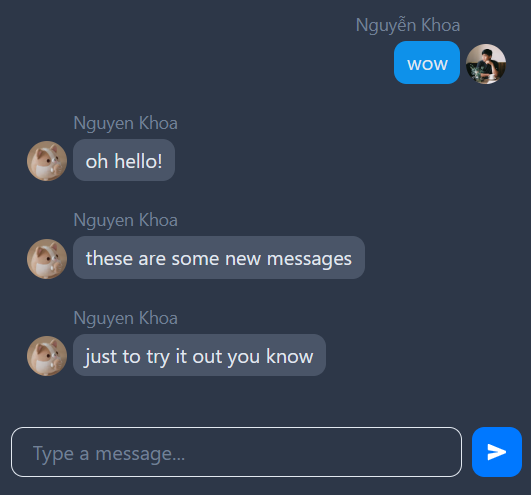 Nguyễn Khoa
wow
Nguyen Khoa
oh hello!
Nguyen Khoa
these are some new messages
Nguyen Khoa
just to try it out you know
Type a message...